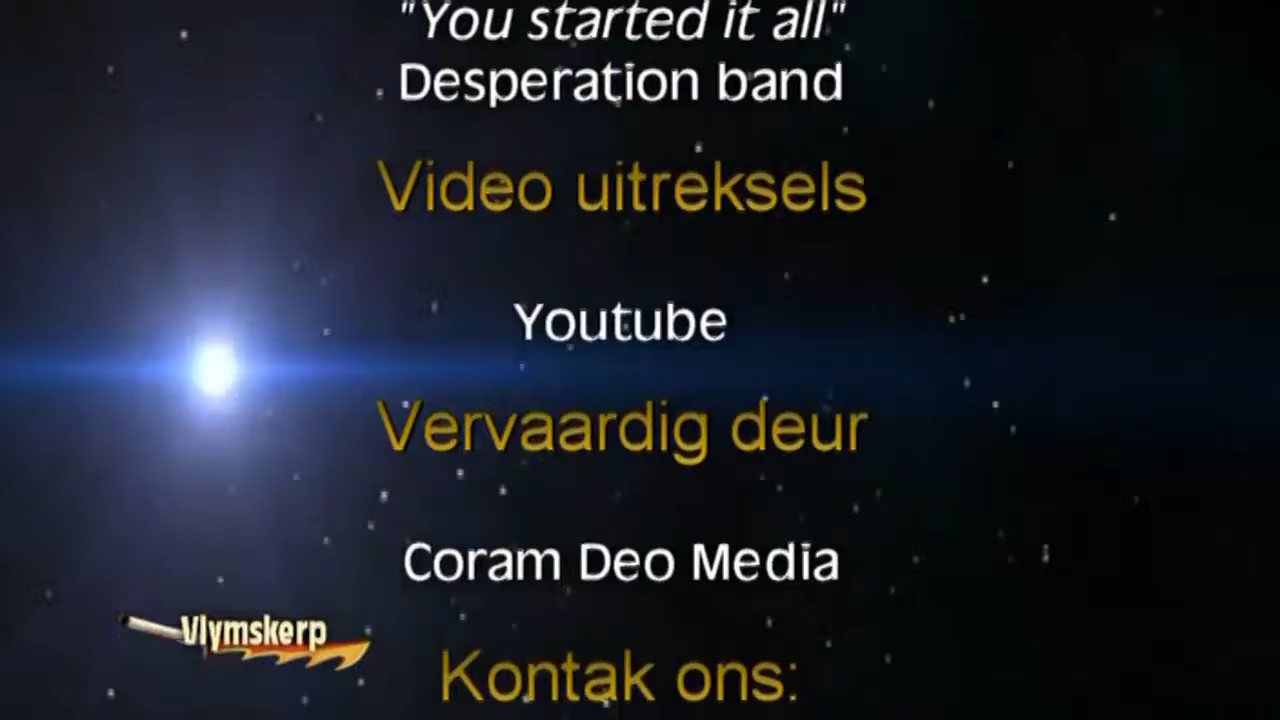 "You started it all"
Desperation band
Video uitreksels
Youtube
Vervaardig deur
Coram Deo Media
Vlymskerp
Kontak ons: